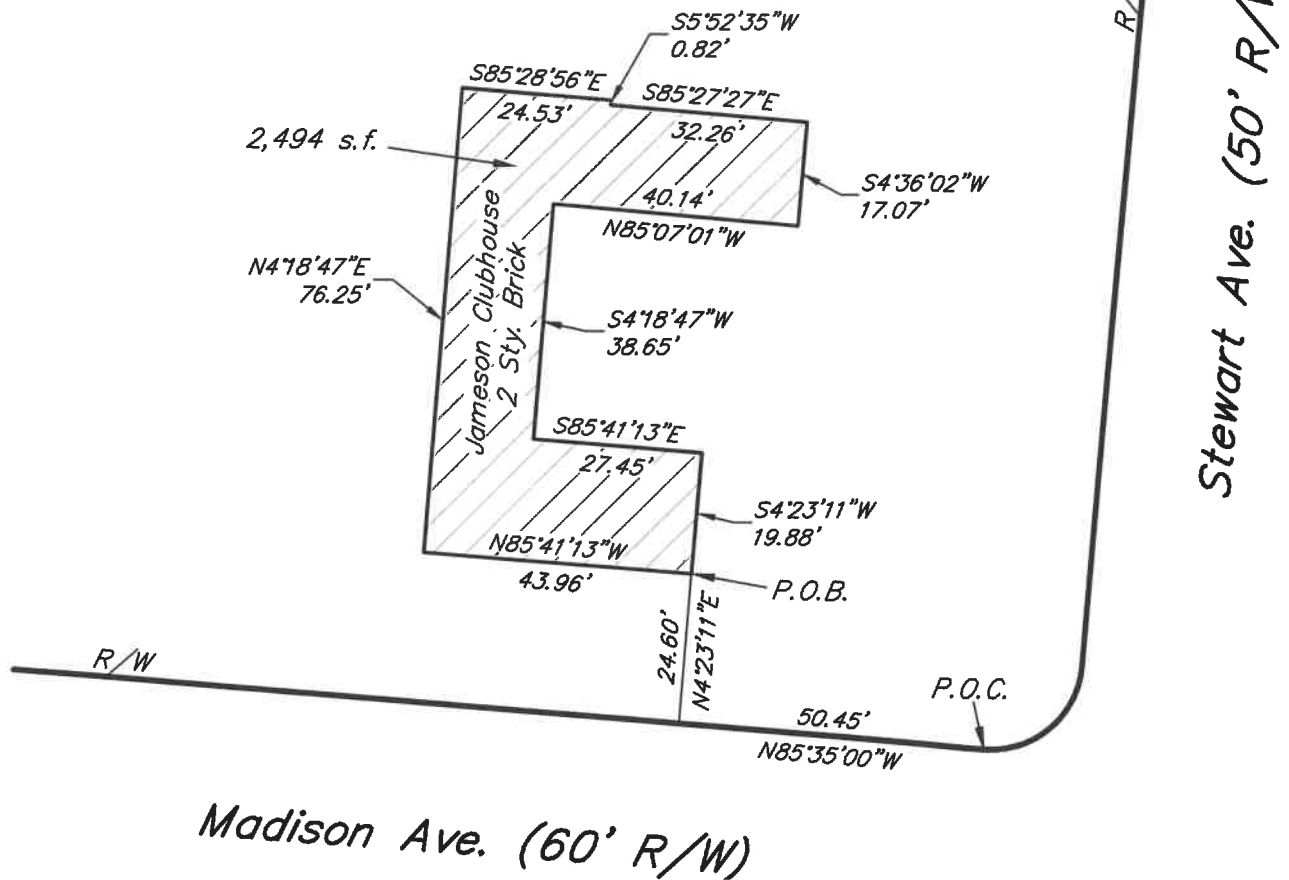 S5°52'35"W
0.82'
S85°28'56"E
24.53'
S85°27'27"E
32.26'
2,494 s.f.
40.14'
N85°07'01"W
S4°36'02"W
17.07'
N4°18'47"E
76.25'
Jameson Clubhouse
2 Sty. Brick
S4°18'47"W
38.65'
S85°41'13"E
27.45'
S4°23'11"W
19.88'
N85°41'13"W
43.96'
P.O.B.
24.60'
N4°23'11"E
R/W
P.O.C.
50.45'
N85°35'00"W
Madison Ave. (60' R/W)
Stewart Ave. (50' R/
R/